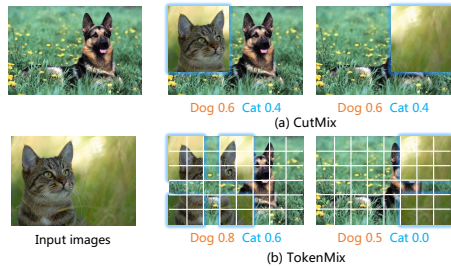 Dog 0.6 Cat 0.4 Dog 0.6 Cat 0.4
(a) CutMix
Dog 0.8 Cat 0.6 Dog 0.5 Cat 0.0
Input images
(b) TokenMix